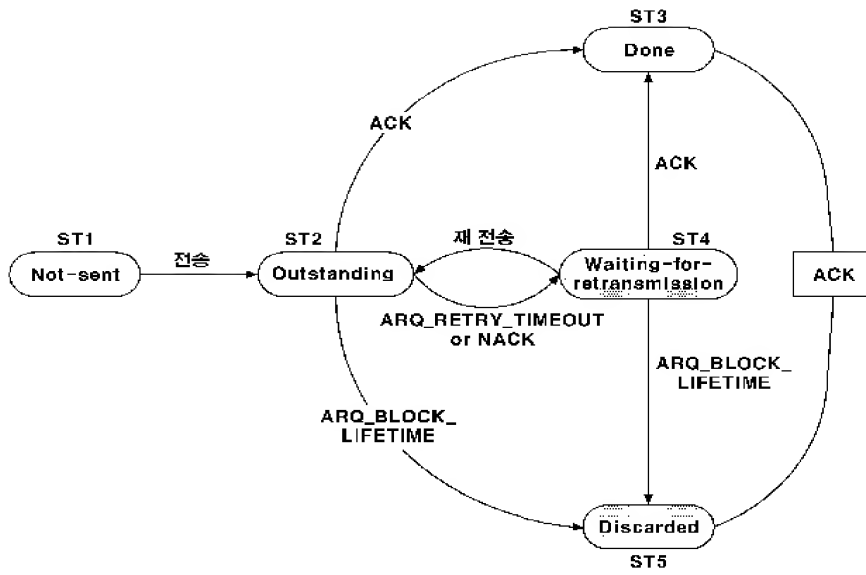 ST3
Done
ACK
ACK
ST1
Not-sent
전송
ST2
Outstanding
재 전송
ST4
Waiting-for-
retransmission
ACK
ARQ_RETRY_TIMEOUT
or NACK
ARQ_BLOCK_
LIFETIME
ARQ_BLOCK_
LIFETIME
Discarded
ST5